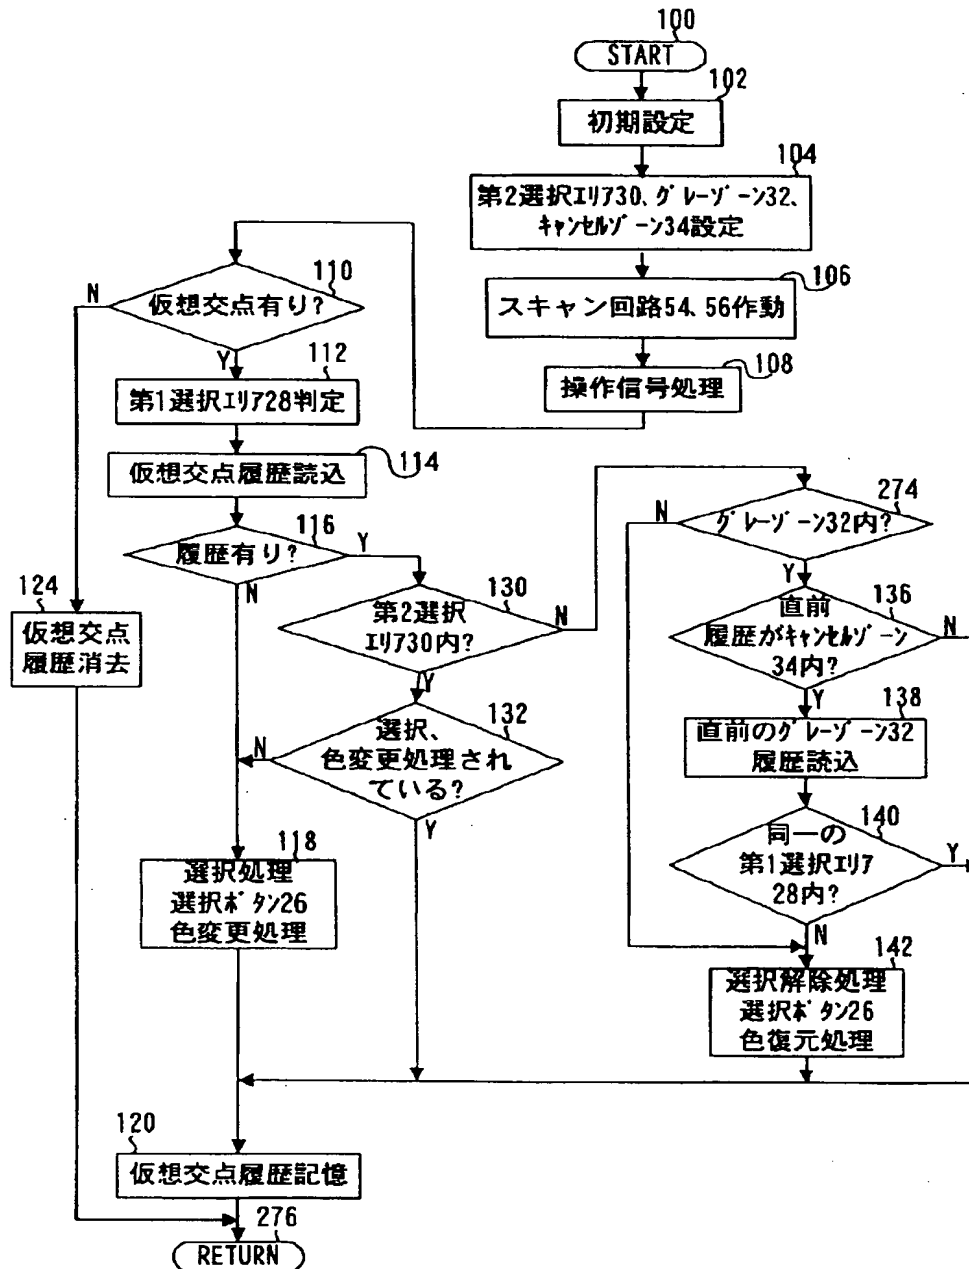 100
START
102
初期設定
104
第2選択エリア30、グレーゾーン32、
キャンセルゾーン34設定
106
スキャン回路54、56作動
108
操作信号処理
110
N
仮想交点有り?
Y
112
第1選択エリア28判定
114
仮想交点履歴読込
116
履歴有り?
Y
N
124
仮想交点
履歴消去
130
第2選択
エリア30内?
N
Y
132
選択、
色変更処理され
ている?
N
Y
118
選択処理
選択ボタン26
色変更処理
274
N
グレーゾーン32内?
Y
136
直前
履歴がキャンセルゾーン
34内?
N
Y
138
直前のグレーゾーン32
履歴読込
140
同一の
第1選択エリア
28内?
Y
N
142
選択解除処理
選択ボタン26
色復元処理
120
仮想交点履歴記憶
276
RETURN